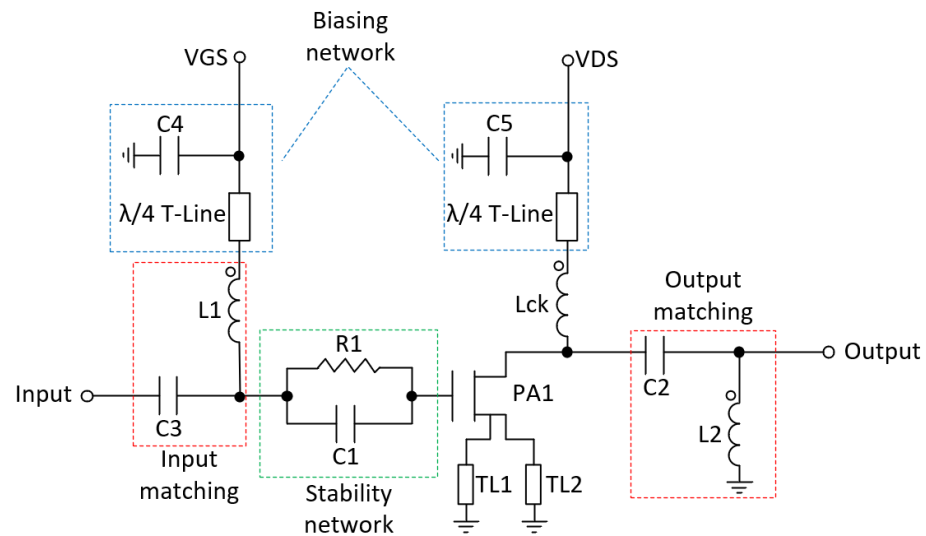 Biasing
network
VGS
VDS
C4
C5
λ/4 T-Line
λ/4 T-Line
L1
Lck
Output
matching
R1
Output
Input
PA1
C2
C3
C1
L2
Input
matching
Stability
network
TL1
TL2